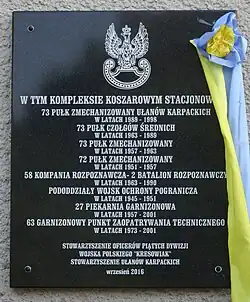 W TYM KOMPLEKSIE KOSZAROWYM STACJONOW
73 PUŁK ZMECHANIZOWANY UŁANÓW KARPACKICH
W LATACH 1989 - 1998
73 PUŁK CZOŁGÓW ŚREDNICH
W LATACH 1963 - 1989
73 PUŁK ZMECHANIZOWANY
W LATACH 1957 - 1963
72 PUŁK ZMECHANIZOWANY
W LATACH 1951 - 1957
58 KOMPANIA ROZPOZNAWCZA- 2 BATALION ROZPOZNAWCZY
W LATACH 1963 - 1990
PODODDZIAŁY WOJSK OCHRONY POGRANICZA
W LATACH 1945 - 1951
27 PIEKARNIA GARNIZONOWA
W LATACH 1957 - 2001
63 GARNIZONOWY PUNKT ZAOPATRYWANIA TECHNICZNEGO
W LATACH 1973 - 2001
STOWARZYSZENIE OFICERÓW PIĄTYCH DYWIZJI
WOJSKA POLSKIEGO "KRESOWIAK"
STOWARZYSZENIE UŁANÓW KARPACKICH
wrzesień 2016